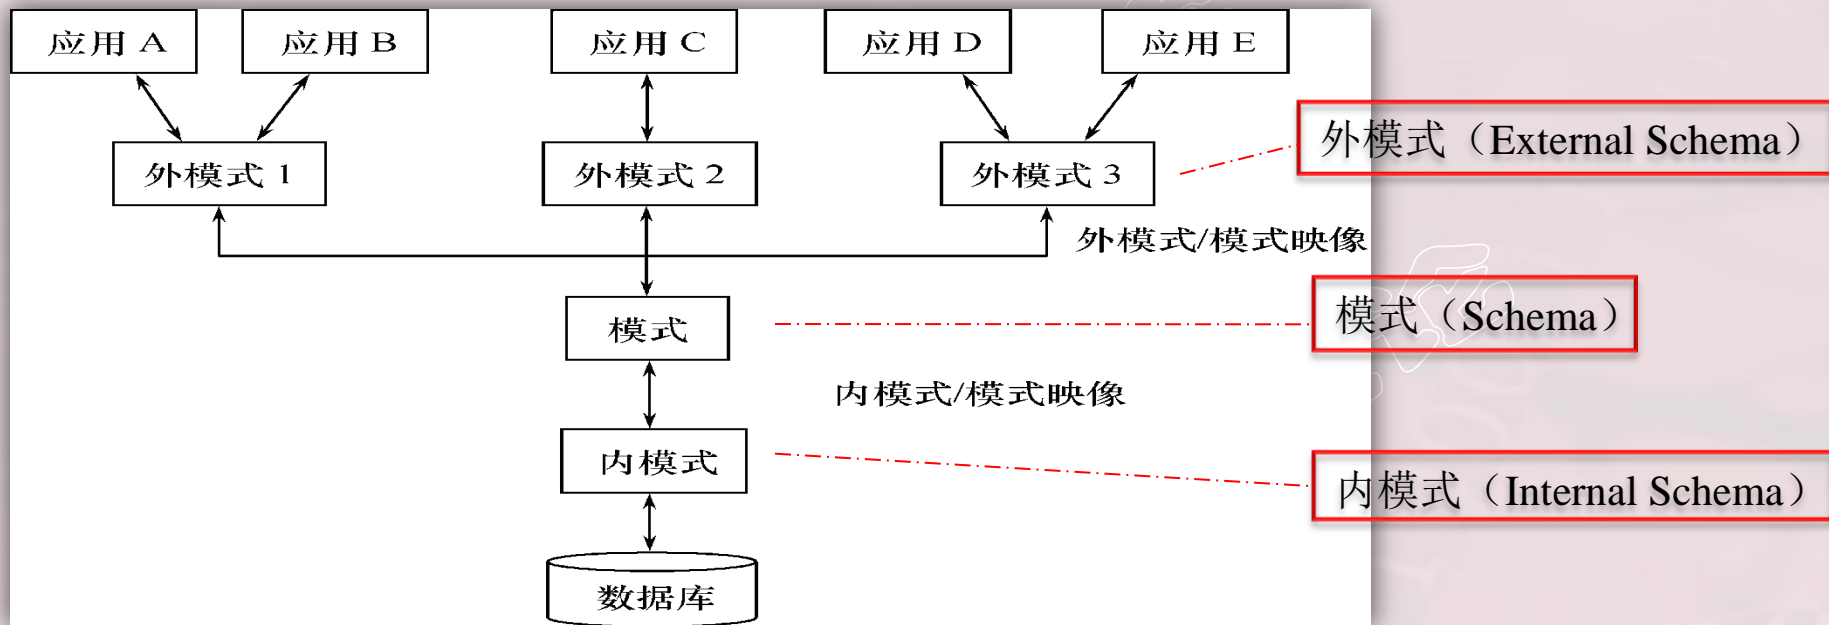 应用 A
应用 B
应用 C
应用 D
应用 E
外模式（External Schema）
外模式 1
外模式 2
外模式 3
外模式/模式映像
模式
模式（Schema）
内模式/模式映像
内模式
内模式（Internal Schema）
数据库